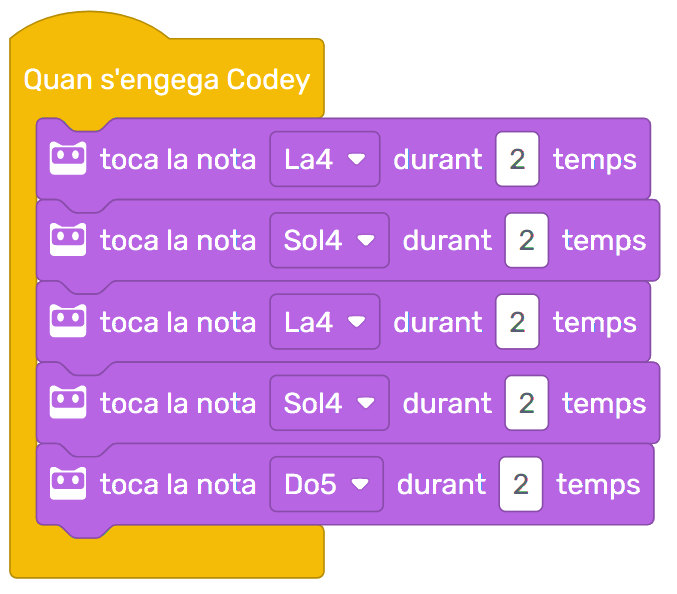 Quan s'engega Codey
toca la nota La4 durant 2 temps
toca la nota Sol4 durant 2 temps
toca la nota La4 durant 2 temps
toca la nota Sol4 durant 2 temps
toca la nota Do5 durant 2 temps